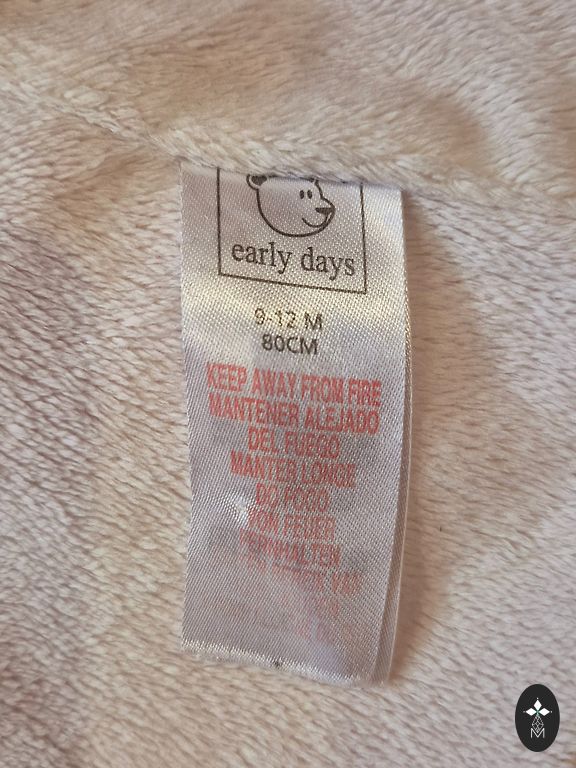 early days
9-12 M
80CM
KEEP AWAY FROM FIRE
MANTENER ALEJADO
DEL FUEGO
MANTER LONGE
DO FOGO
VON FEUER
FERNHALTEN